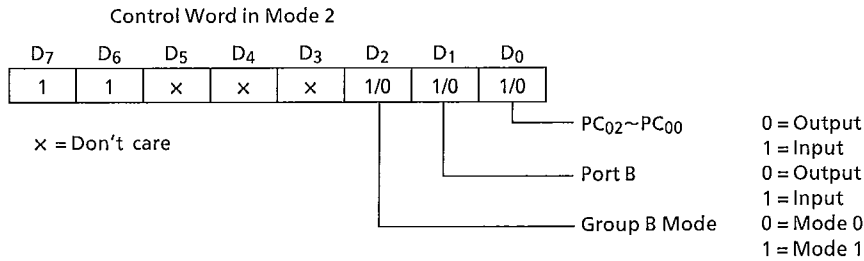 Control Word in Mode 2
D7 D6 D5 D4 D3 D2 D1 D0
1 1 × × × 1/0 1/0 1/0
× = Don't care
PC02~PC00 0 = Output
1 = Input
Port B 0 = Output
1 = Input
Group B Mode 0 = Mode 0
1 = Mode 1